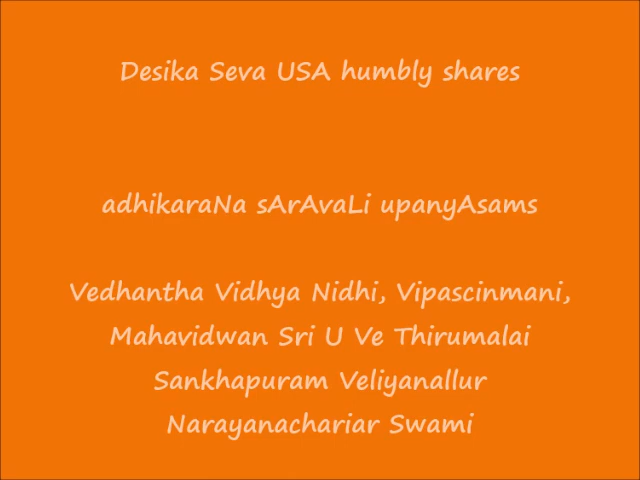 Desika Seva USA humbly shares
adhikaraNa sArAvaLi upanyAsams
Vedhantha Vidhya Nidhi, Vipascinmani,
Mahavidwan Sri U Ve Thirumalai
Sankhapuram Veliyanallur
Narayanachariar Swami